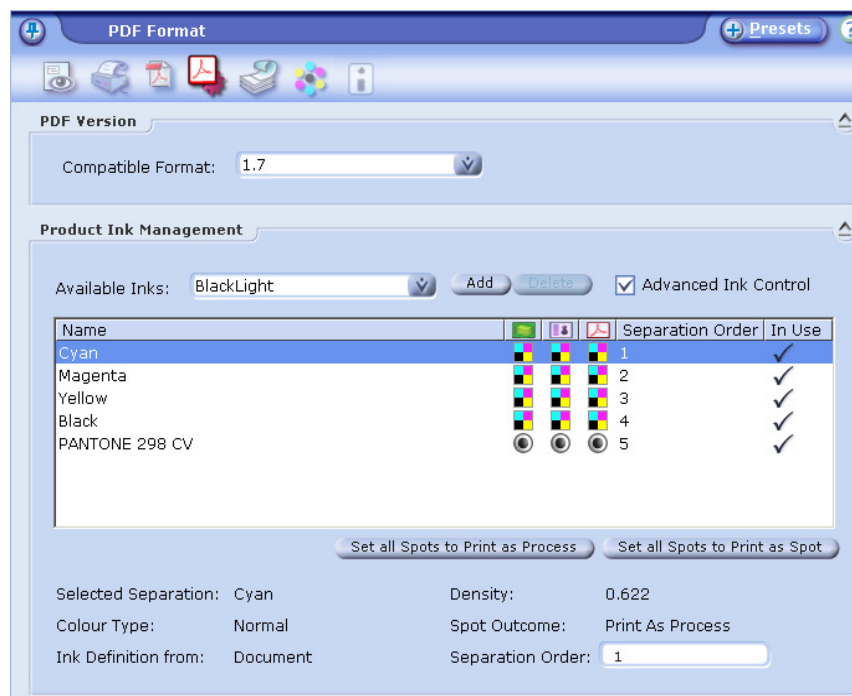 PDF Format
Presets
?
PDF Version
Compatible Format: 1.7
Product Ink Management
Available Inks: BlackLight Add Delete Advanced Ink Control
Name Separation Order In Use
Cyan 1
Magenta 2
Yellow 3
Black 4
PANTONE 298 CV 5
Set all Spots to Print as Process Set all Spots to Print as Spot
Selected Separation: Cyan Density: 0.622
Colour Type: Normal Spot Outcome: Print As Process
Ink Definition from: Document Separation Order: 1